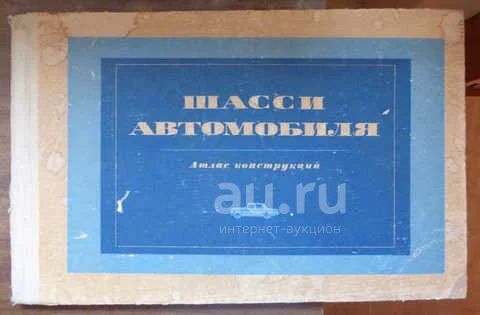 ШАССИ
АВТОМОБИЛЯ
Атлас конструкций
au.ru
интернет-аукцион